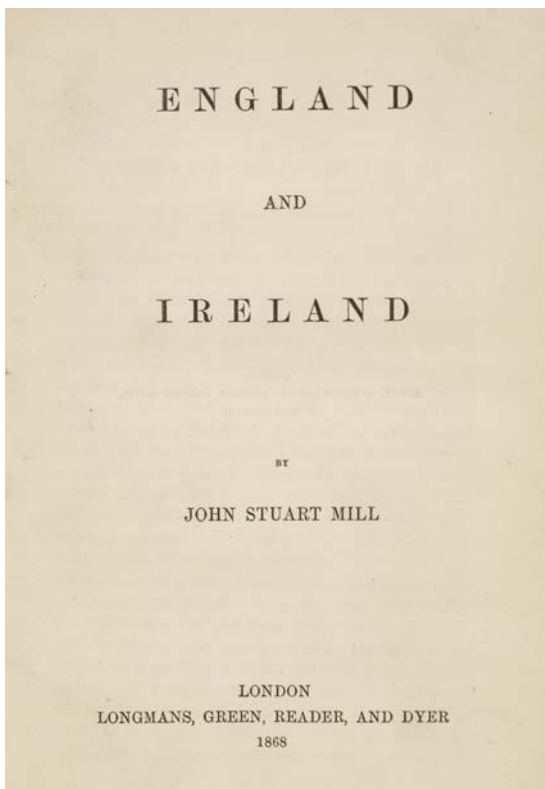 ENGLAND
AND
IRELAND
BY
JOHN STUART MILL
LONDON
LONGMANS, GREEN, READER, AND DYER
1868